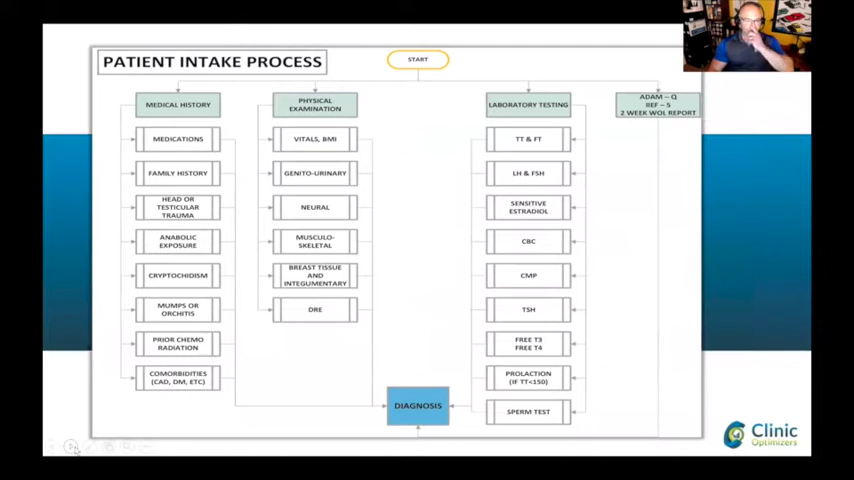 PATIENT INTAKE PROCESS
START
MEDICAL HISTORY
MEDICATIONS
FAMILY HISTORY
HEAD OR
TESTICULAR
TRAUMA
ANABOLIC
EXPOSURE
CRYPTOCHIDISM
MUMPS OR
ORCHITIS
PRIOR CHEMO
RADIATION
COMORBIDITIES
(CAD, DM, ETC)
PHYSICAL
EXAMINATION
VITALS, BMI
GENITO-URINARY
NEURAL
MUSCULO-
SKELETAL
BREAST TISSUE
AND
INTEGUMENTARY
DRE
LABORATORY TESTING
TT & FT
LH & FSH
SENSITIVE
ESTRADIOL
CBC
CMP
TSH
FREE T3
FREE T4
PROLACTION
(IF TT<150)
SPERM TEST
ADAM – Q
IIEF – 5
2 WEEK WOL REPORT
DIAGNOSIS
Clinic
Optimizers